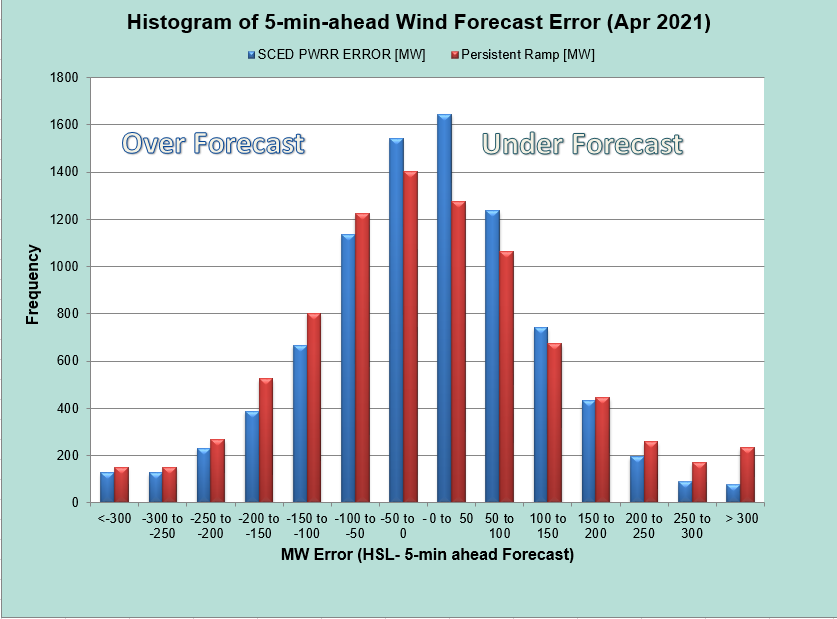 Histogram of 5-min-ahead Wind Forecast Error (Apr 2021)
SCED PWRR ERROR [MW] Persistent Ramp [MW]
1800
1600
1400
1200
1000
800
600
400
200
0
Over Forecast
Under Forecast
Frequency
<-300 -300 to -250 to -200 to -150 to -100 to -50 to - 0 to 50 50 to 100 to 150 to 200 to 250 to > 300
-250 -200 -150 -100 -50 0 100 150 200 250 300
MW Error (HSL- 5-min ahead Forecast)